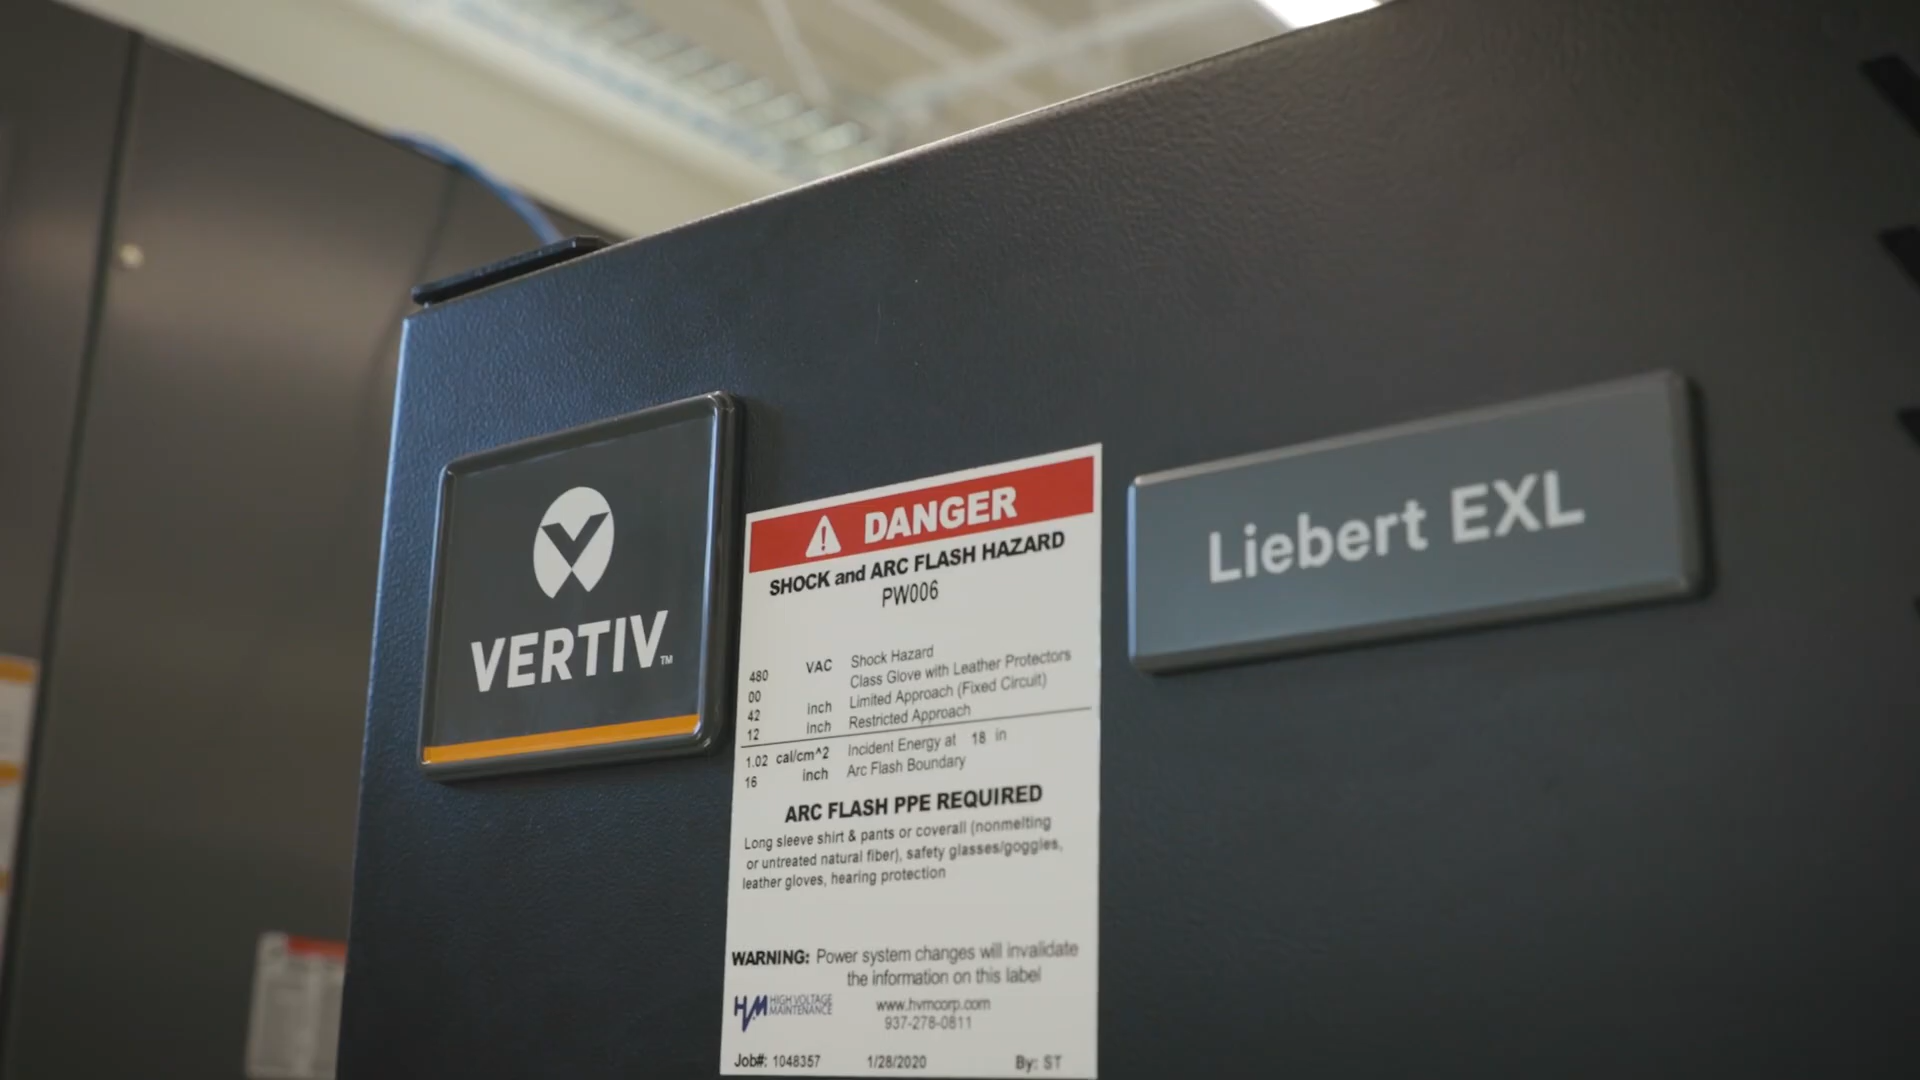 VERTIV™
DANGER
SHOCK and ARC FLASH HAZARD
PW006
480 VAC Shock Hazard
00 Class Glove with Leather Protectors
42 inch Limited Approach (Fixed Circuit)
12 inch Restricted Approach
1.02 cal/cm^2 Incident Energy at 18 in
16 inch Arc Flash Boundary
ARC FLASH PPE REQUIRED
Long sleeve shirt & pants or coverall (nonmelting
or untreated natural fiber), safety glasses/goggles,
leather gloves, hearing protection
WARNING: Power system changes will invalidate
the information on this label
HVM HIGH VOLTAGE
MAINTENANCE
www.hvmcorp.com
937-278-0811
Job#: 1048357 1/28/2020 By: ST
Liebert EXL